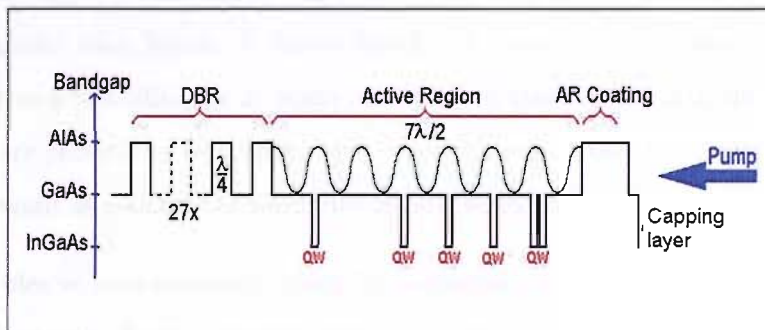 Bandgap
DBR
Active Region
AR Coating
7λ/2
AlAs
Pump
λ/4
GaAs
27x
Capping layer
InGaAs
QW QW QW QW QW